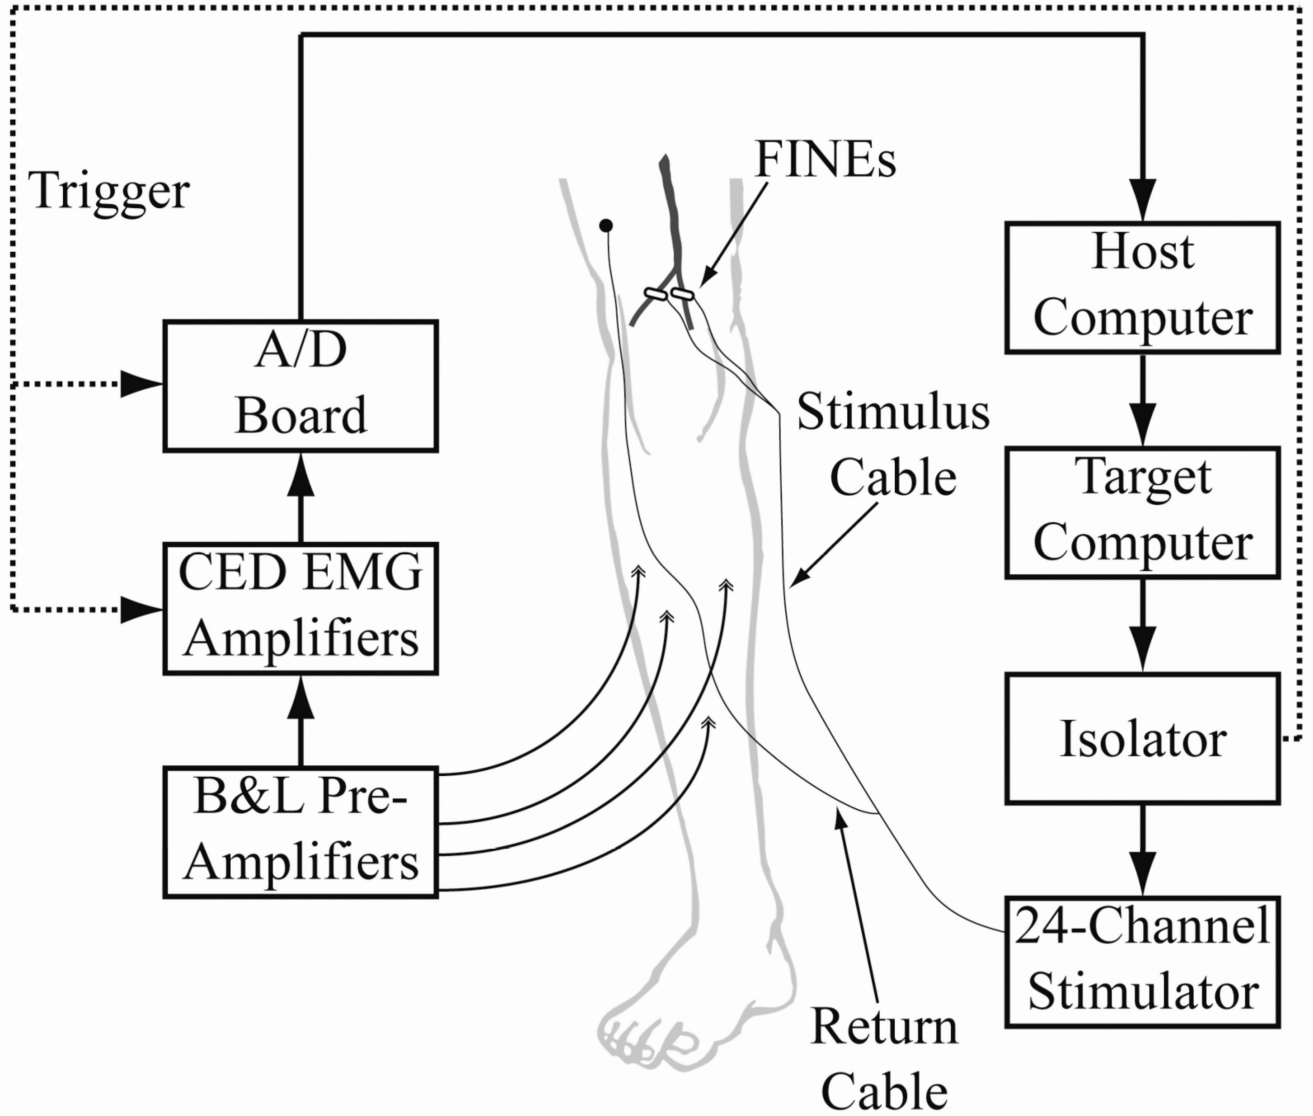 Trigger
FINEs
Host
Computer
A/D
Board
Stimulus
Cable
Target
Computer
CED EMG
Amplifiers
Isolator
B&L Pre-
Amplifiers
24-Channel
Stimulator
Return
Cable